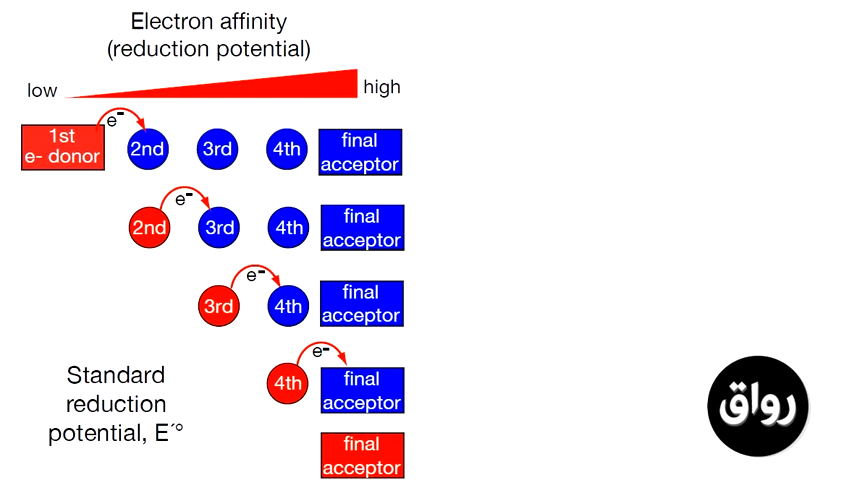 Electron affinity
(reduction potential)
low
high
e-
1st
e- donor
2nd
3rd
4th
final
acceptor
e-
2nd
3rd
4th
final
acceptor
e-
3rd
4th
final
acceptor
e-
4th
final
acceptor
Standard
reduction
potential, E´°
final
acceptor
رواق